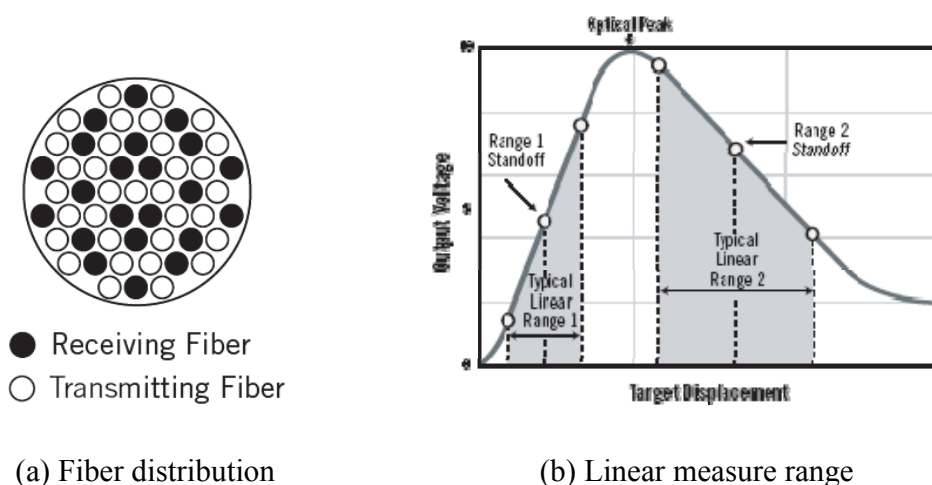 Receiving Fiber
Transmitting Fiber
(a) Fiber distribution
Optical Peak
Range 1
Standoff
Range 2
Standoff
Output Voltage
Typical
Linear
Range 1
Typical
Linear
Range 2
Target Displacement
(b) Linear measure range